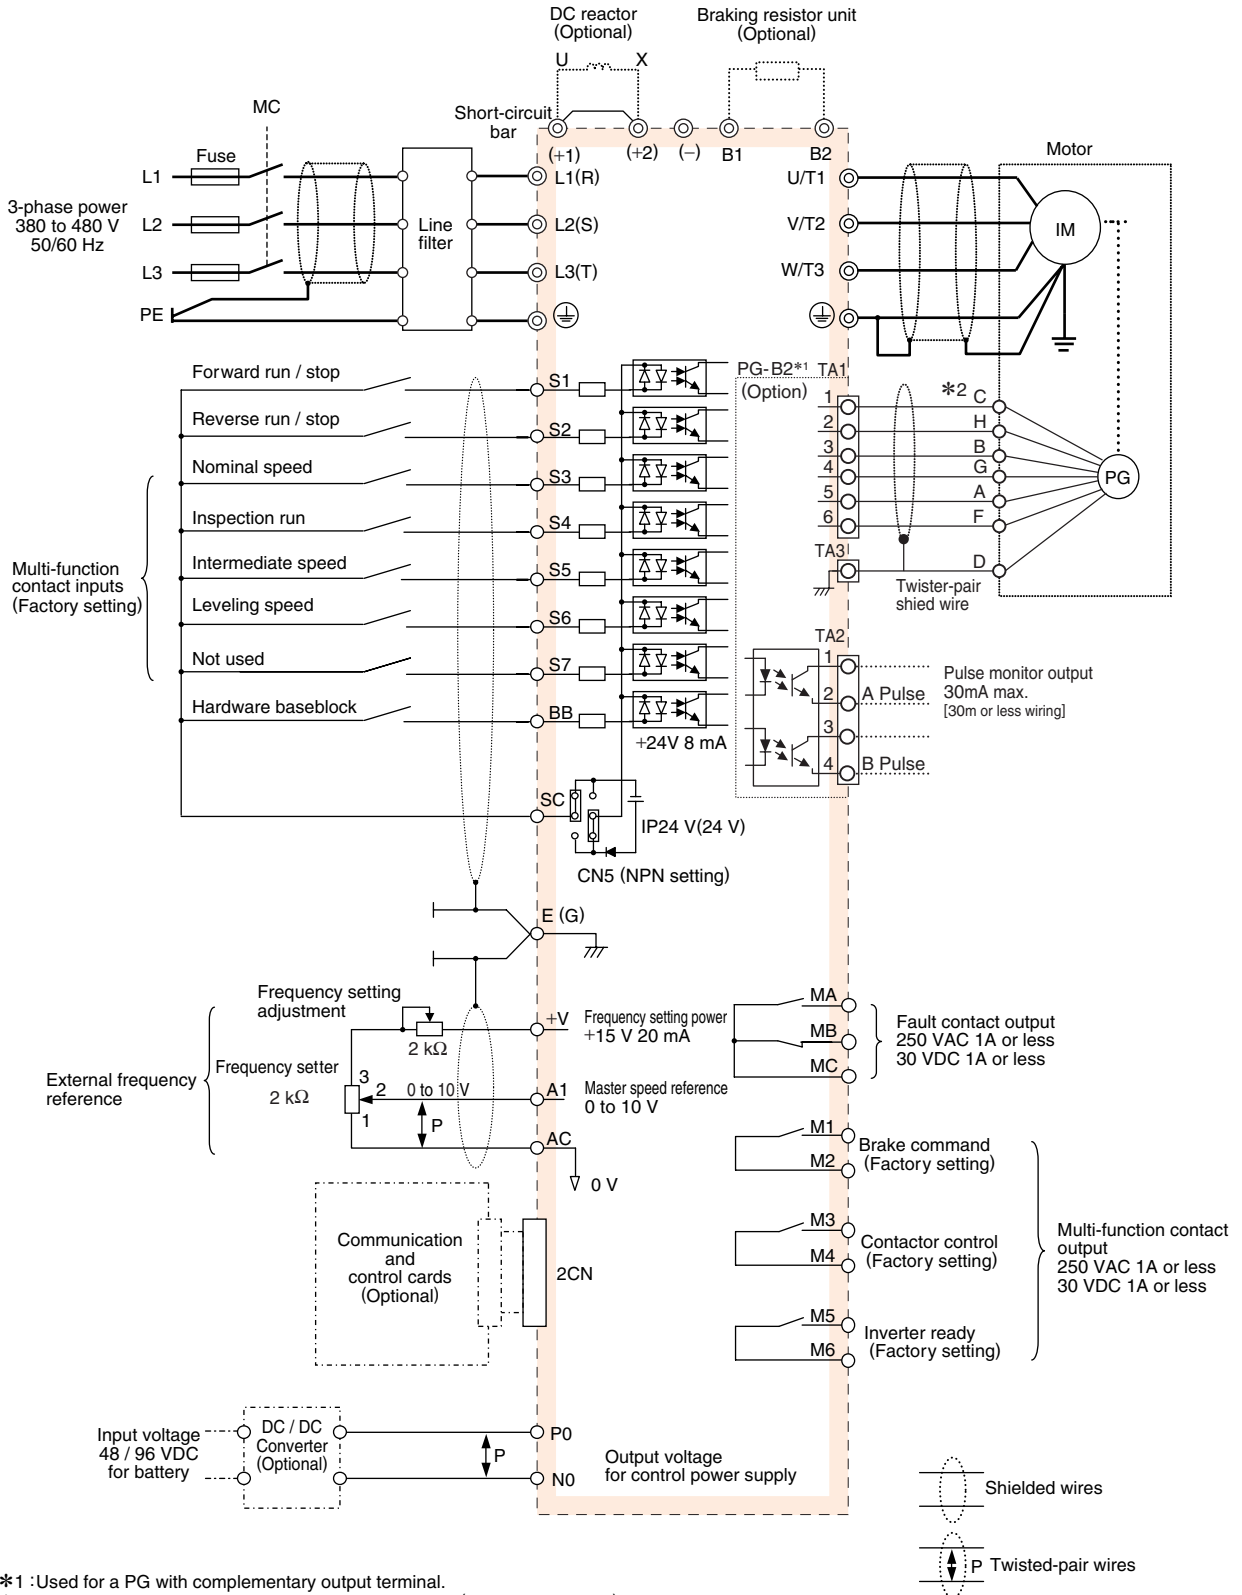 DC reactor
(Optional)
Braking resistor unit
(Optional)
U
X
MC
Short-circuit
bar
(+1)
(+2)
(-)
B1
B2
Motor
Fuse
L1
L1(R)
U/T1
3-phase power
380 to 480 V
50/60 Hz
L2
Line
filter
L2(S)
V/T2
IM
L3
L3(T)
W/T3
PE
Forward run / stop
S1
PG-B2*1 TA1
(Option)
*2
1
C
Reverse run / stop
S2
2
H
3
B
Nominal speed
S3
4
G
PG
5
A
Inspection run
S4
6
F
TA3
D
Multi-function
contact inputs
(Factory setting)
Intermediate speed
S5
Twister-pair
shied wire
Leveling speed
S6
TA2
Not used
S7
1
Pulse monitor output
30mA max.
[30m or less wiring]
2
A Pulse
Hardware baseblock
BB
3
+24V 8 mA
4
B Pulse
SC
IP24 V(24 V)
CN5 (NPN setting)
E (G)
Frequency setting
adjustment
2 kΩ
+V
Frequency setting power
+15 V 20 mA
MA
MB
MC
Fault contact output
250 VAC 1A or less
30 VDC 1A or less
External frequency
reference
Frequency setter
2 kΩ
3
2
1
0 to 10 V
P
A1
Master speed reference
0 to 10 V
AC
0 V
M1
M2
Brake command
(Factory setting)
Communication
and
control cards
(Optional)
2CN
M3
M4
Contactor control
(Factory setting)
Multi-function contact
output
250 VAC 1A or less
30 VDC 1A or less
M5
M6
Inverter ready
(Factory setting)
Input voltage
48 / 96 VDC
for battery
DC / DC
Converter
(Optional)
P
P0
N0
Output voltage
for control power supply
Shielded wires
P
Twisted-pair wires
*1 :Used for a PG with complementary output terminal.